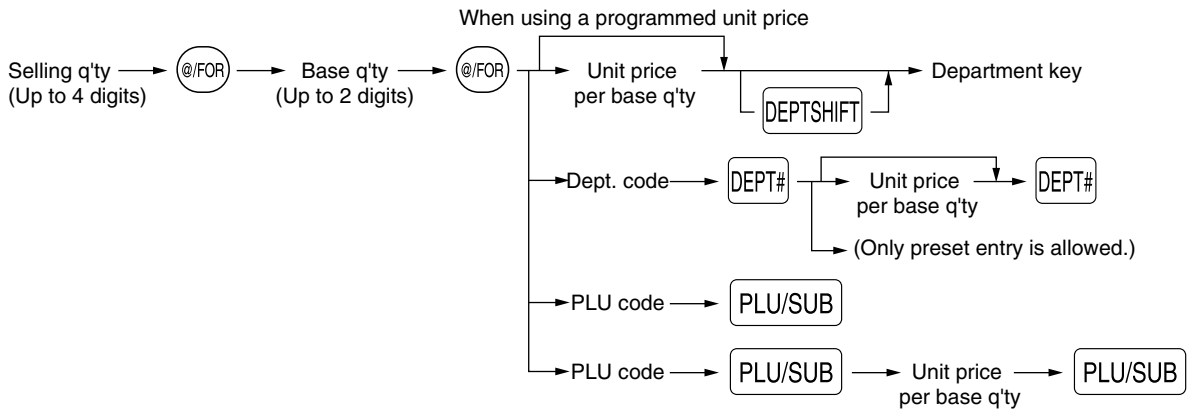 When using a programmed unit price
Selling q'ty
(Up to 4 digits)
@/FOR
Base q'ty
(Up to 2 digits)
@/FOR
Unit price
per base q'ty
DEPTSHIFT
Department key
Dept. code
DEPT#
Unit price
per base q'ty
DEPT#
(Only preset entry is allowed.)
PLU code
PLU/SUB
PLU code
PLU/SUB
Unit price
per base q'ty
PLU/SUB